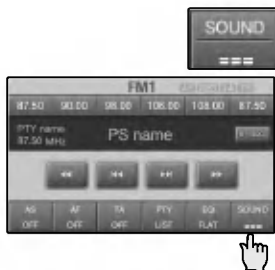 SOUND
FM1
87.50 90.00 98.00 106.00 108.00 87.50
PTY name
87.50 MHz
PS name
AS AF TA PTY EQ SOUND
OFF OFF OFF LIST FLAT